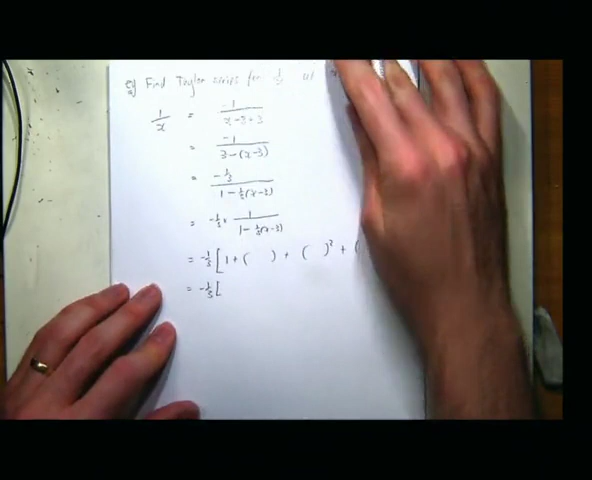 Eg Find Taylor series for 1/x at
1/x = -1/(x-3+3)
= -1/(3-(x-3))
= -1/3/(1-1/3(x-3))
= -1/3 × 1/(1-1/3(x-3))
= -1/3 [ 1 + ( ) + ( )² + (
= -1/3 [